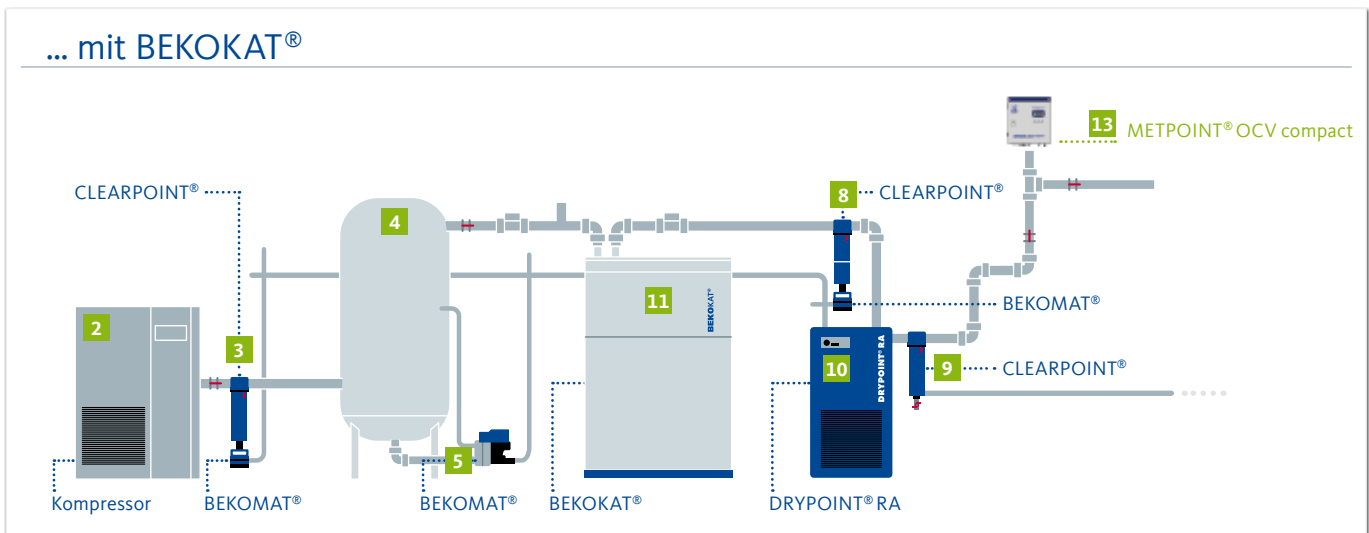 ... mit BEKOKAT®
13 METPOINT® OCV compact
CLEARPOINT®
8 CLEARPOINT®
4
11
BEKOKAT®
BEKOMAT®
2
3
10
DRYPOINT® RA
9 CLEARPOINT®
5
Kompressor
BEKOMAT®
BEKOMAT®
BEKOKAT®
DRYPOINT® RA